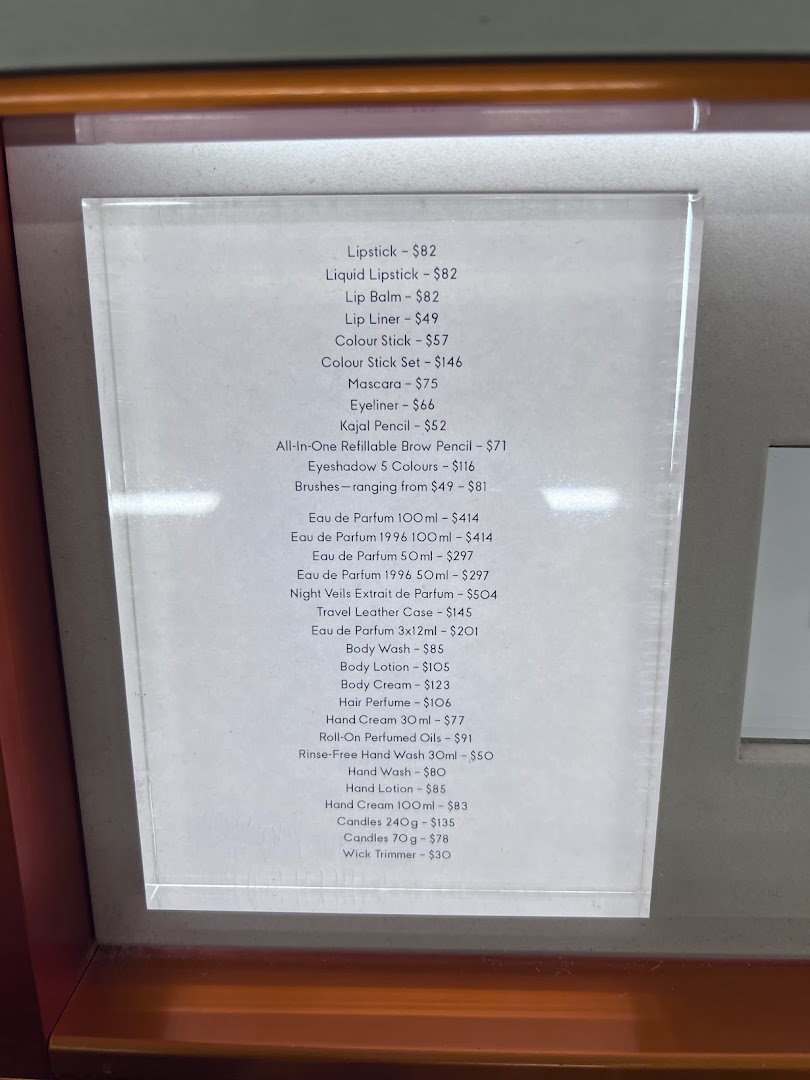 Lipstick – $82
Liquid Lipstick – $82
Lip Balm – $82
Lip Liner – $49
Colour Stick – $57
Colour Stick Set – $146
Mascara – $75
Eyeliner – $66
Kajal Pencil – $52
All-In-One Refillable Brow Pencil – $71
Eyeshadow 5 Colours – $116
Brushes — ranging from $49 – $81
Eau de Parfum 100ml – $414
Eau de Parfum 1996 100ml – $414
Eau de Parfum 50ml – $297
Eau de Parfum 1996 50ml – $297
Night Veils Extrait de Parfum – $504
Travel Leather Case – $145
Eau de Parfum 3x12ml – $201
Body Wash – $85
Body Lotion – $105
Body Cream – $123
Hair Perfume – $106
Hand Cream 30ml – $77
Roll-On Perfumed Oils – $91
Rinse-Free Hand Wash 30ml – $50
Hand Wash – $80
Hand Lotion – $85
Hand Cream 100ml – $83
Candles 240g – $135
Candles 70g – $78
Wick Trimmer – $30